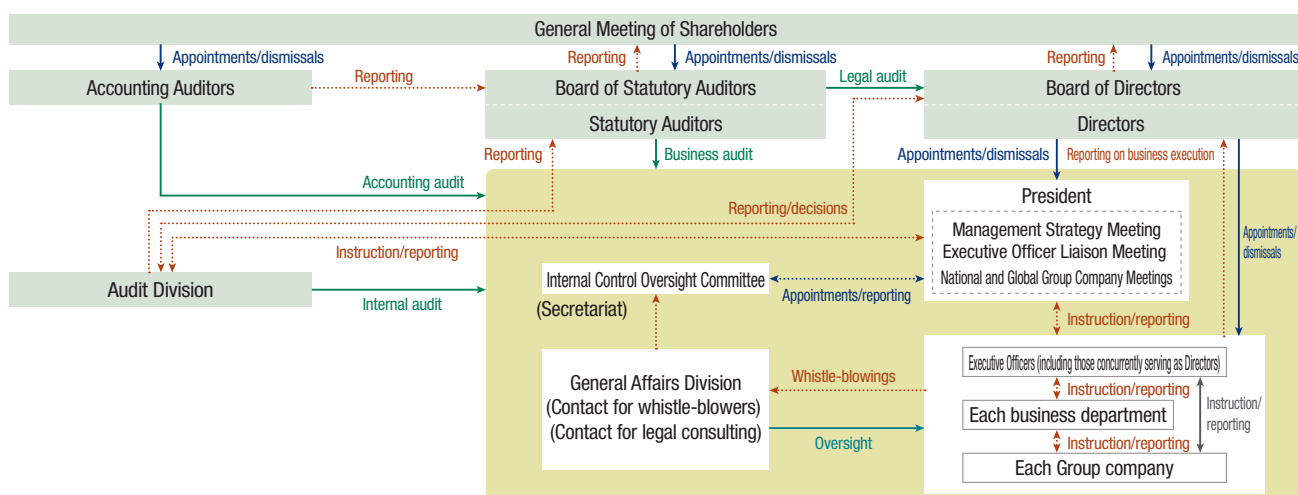 General Meeting of Shareholders
Appointments/dismissals
Reporting
Appointments/dismissals
Reporting
Appointments/dismissals
Accounting Auditors
Reporting
Board of Statutory Auditors
Legal audit
Board of Directors
Statutory Auditors
Directors
Reporting
Business audit
Appointments/dismissals
Reporting on business execution
Accounting audit
President
Reporting/decisions
Management Strategy Meeting
Instruction/reporting
Executive Officer Liaison Meeting
Appointments/
dismissals
National and Global Group Company Meetings
Audit Division
Internal audit
Internal Control Oversight Committee
Appointments/reporting
(Secretariat)
Instruction/reporting
General Affairs Division
(Contact for whistle-blowers)
(Contact for legal consulting)
Whistle-blowings
Oversight
Executive Officers (including those concurrently serving as Directors)
Instruction/reporting
Instruction/
reporting
Each business department
Instruction/reporting
Each Group company